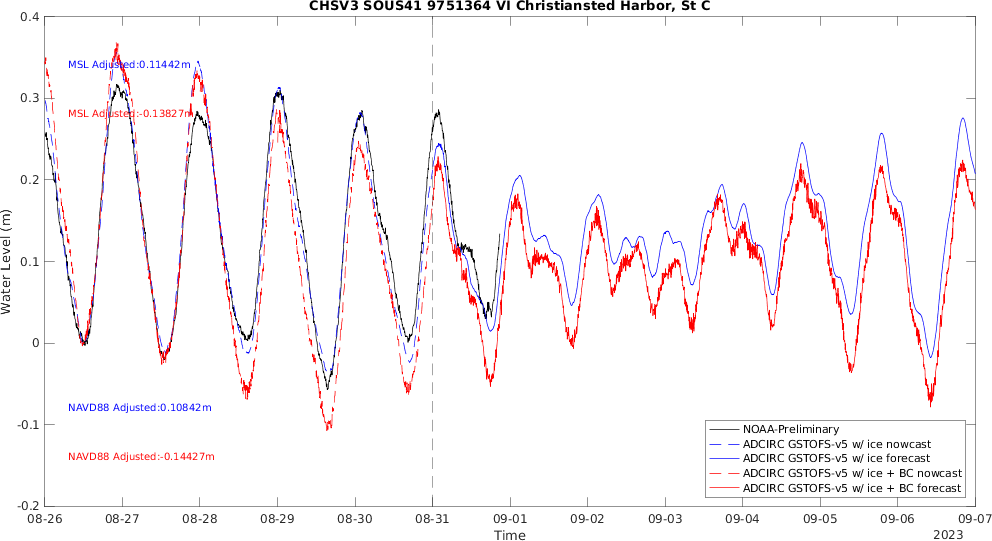 CHSV3 SOUS41 9751364 VI Christiansted Harbor, St C
0.4
0.3
0.2
0.1
0
-0.1
-0.2
Water Level (m)
MSL Adjusted:0.11442m
MSL Adjusted:-0.13827m
NAVD88 Adjusted:0.10842m
NAVD88 Adjusted:-0.14427m
NOAA-Preliminary
ADCIRC GSTOFS-v5 w/ ice nowcast
ADCIRC GSTOFS-v5 w/ ice forecast
ADCIRC GSTOFS-v5 w/ ice + BC nowcast
ADCIRC GSTOFS-v5 w/ ice + BC forecast
08-26 08-27 08-28 08-29 08-30 08-31 09-01 09-02 09-03 09-04 09-05 09-06 09-07
Time
2023